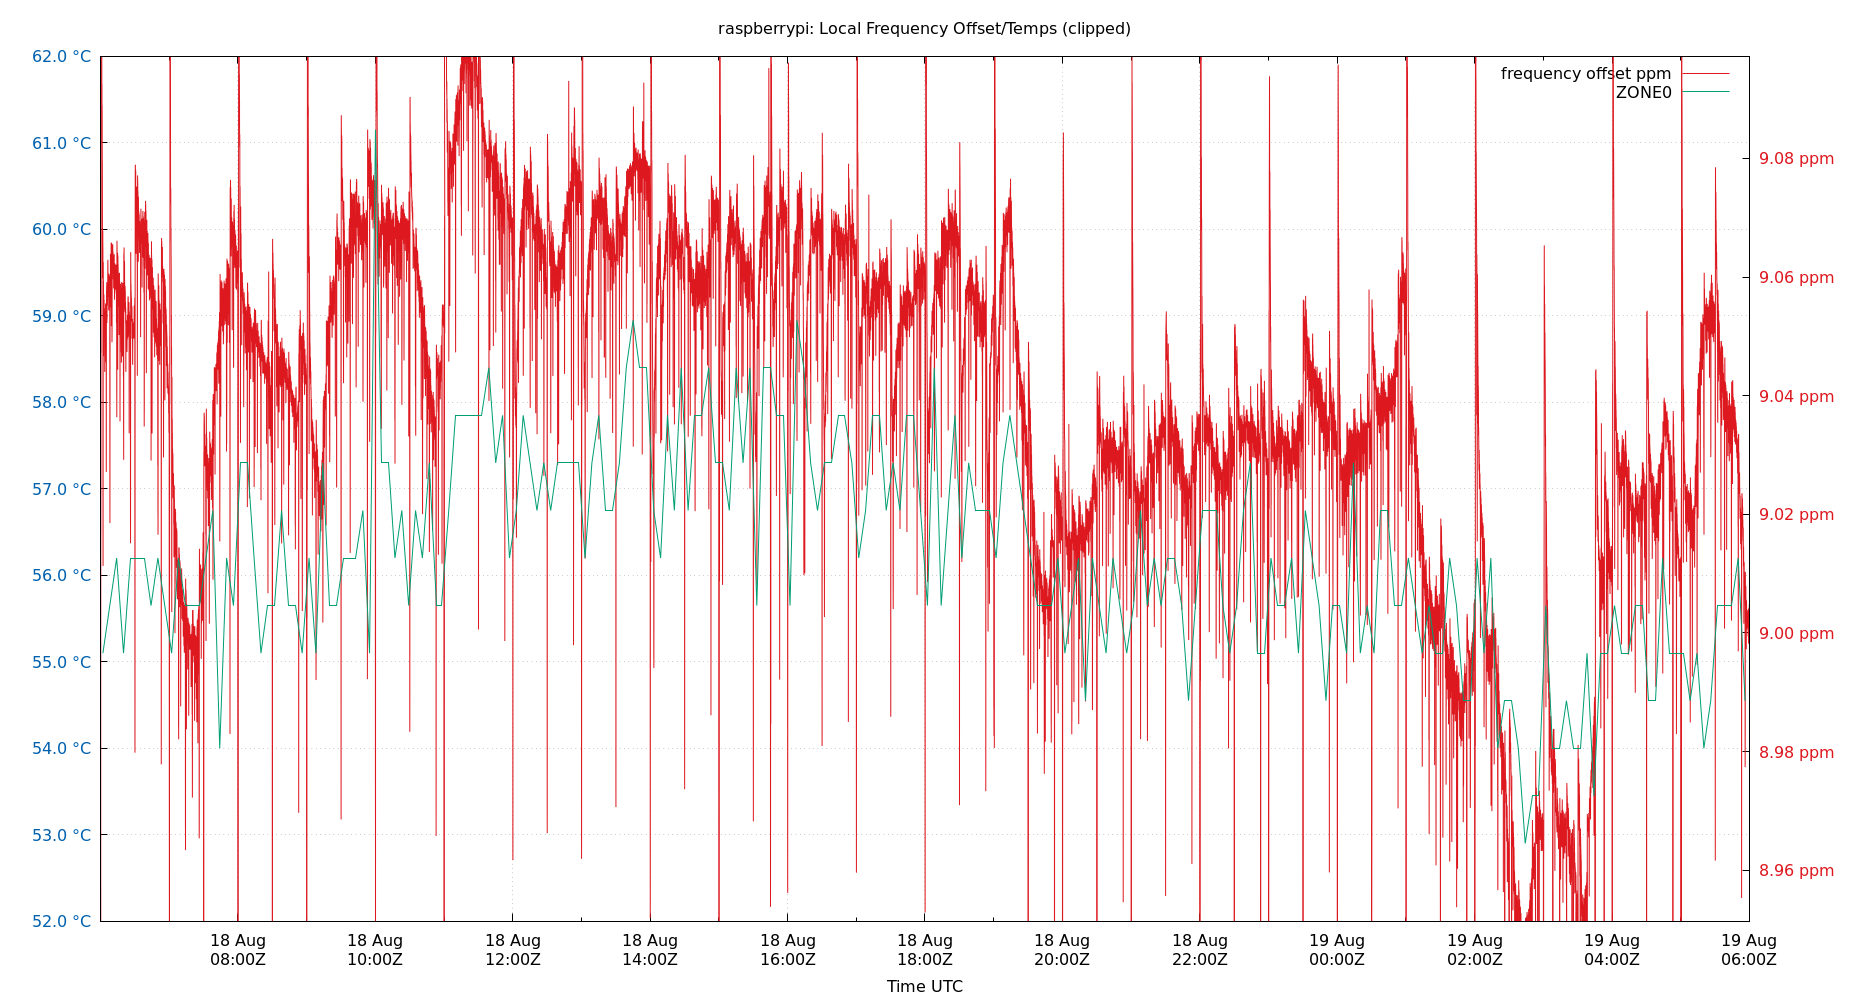 raspberrypi: Local Frequency Offset/Temps (clipped)
62.0 °C
61.0 °C
60.0 °C
59.0 °C
58.0 °C
57.0 °C
56.0 °C
55.0 °C
54.0 °C
53.0 °C
52.0 °C
frequency offset ppm
ZONE0
9.08 ppm
9.06 ppm
9.04 ppm
9.02 ppm
9.00 ppm
8.98 ppm
8.96 ppm
18 Aug 18 Aug 18 Aug 18 Aug 18 Aug 18 Aug 18 Aug 18 Aug 19 Aug 19 Aug 19 Aug 19 Aug
08:00Z 10:00Z 12:00Z 14:00Z 16:00Z 18:00Z 20:00Z 22:00Z 00:00Z 02:00Z 04:00Z 06:00Z
Time UTC